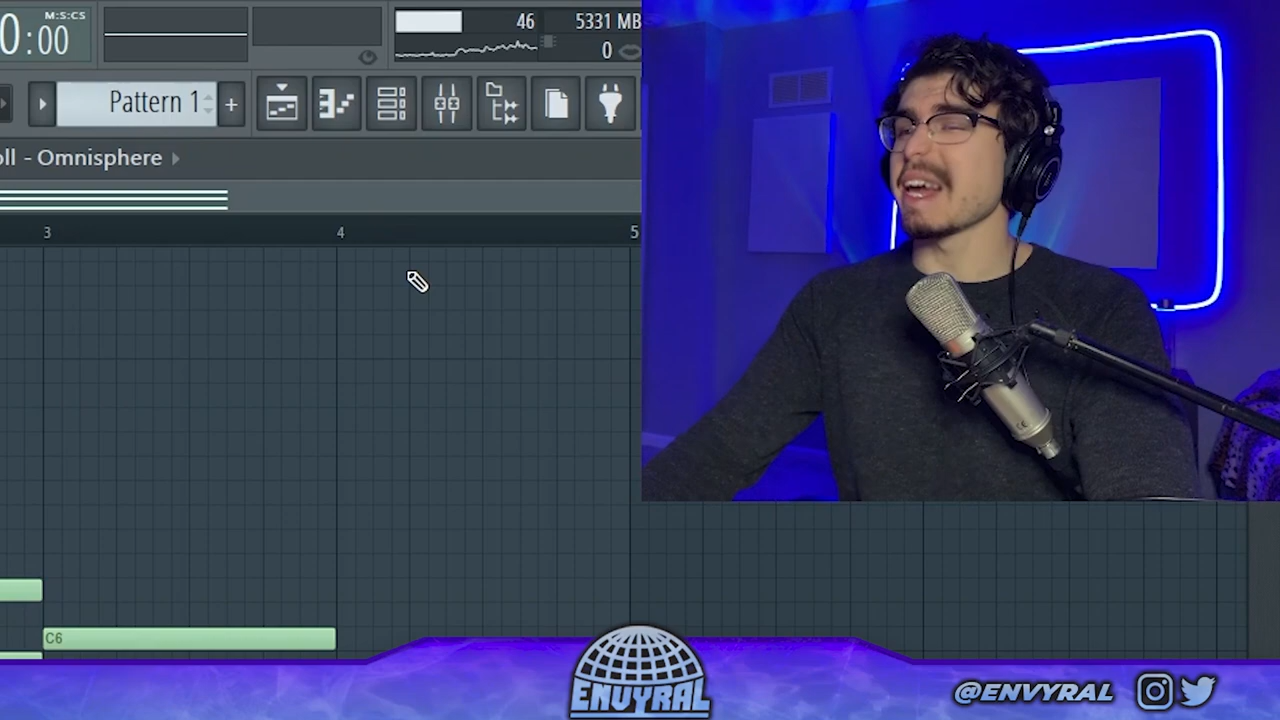 M:S:CS
0:00
46
5331 MB
0
Pattern 1
+
oll - Omnisphere
3
4
5
C6
ENVYRAL
@ENVYRAL